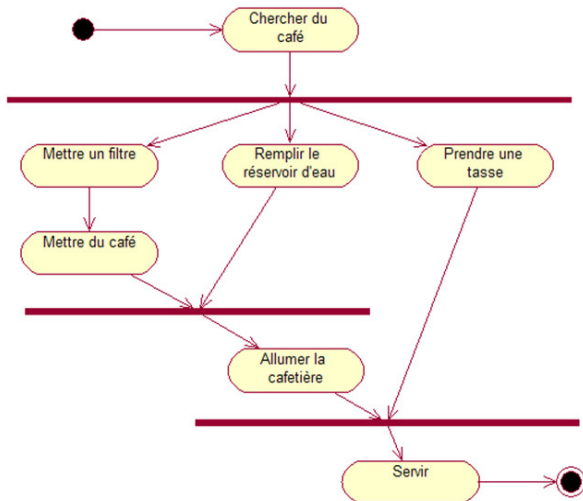 Chercher du
café
Mettre un filtre
Remplir le
réservoir d'eau
Prendre une
tasse
Mettre du café
Allumer la
cafetière
Servir